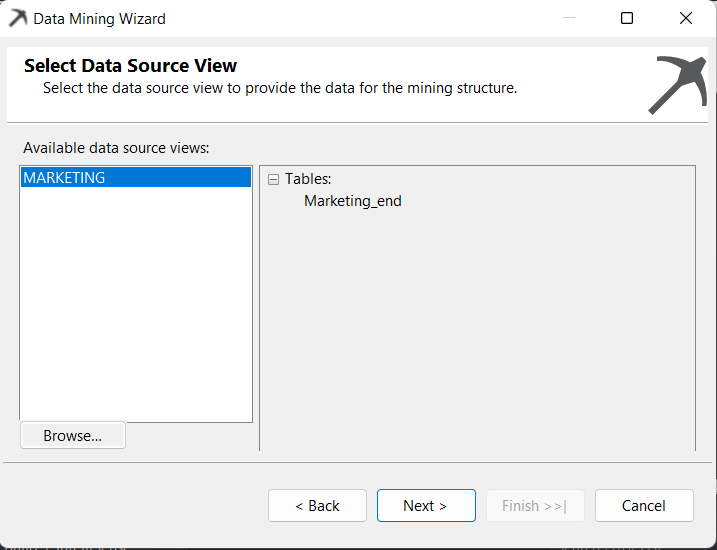 Data Mining Wizard
Select Data Source View
Select the data source view to provide the data for the mining structure.
Available data source views:
MARKETING
Tables:
Marketing_end
Browse...
< Back
Next >
Finish >>|
Cancel